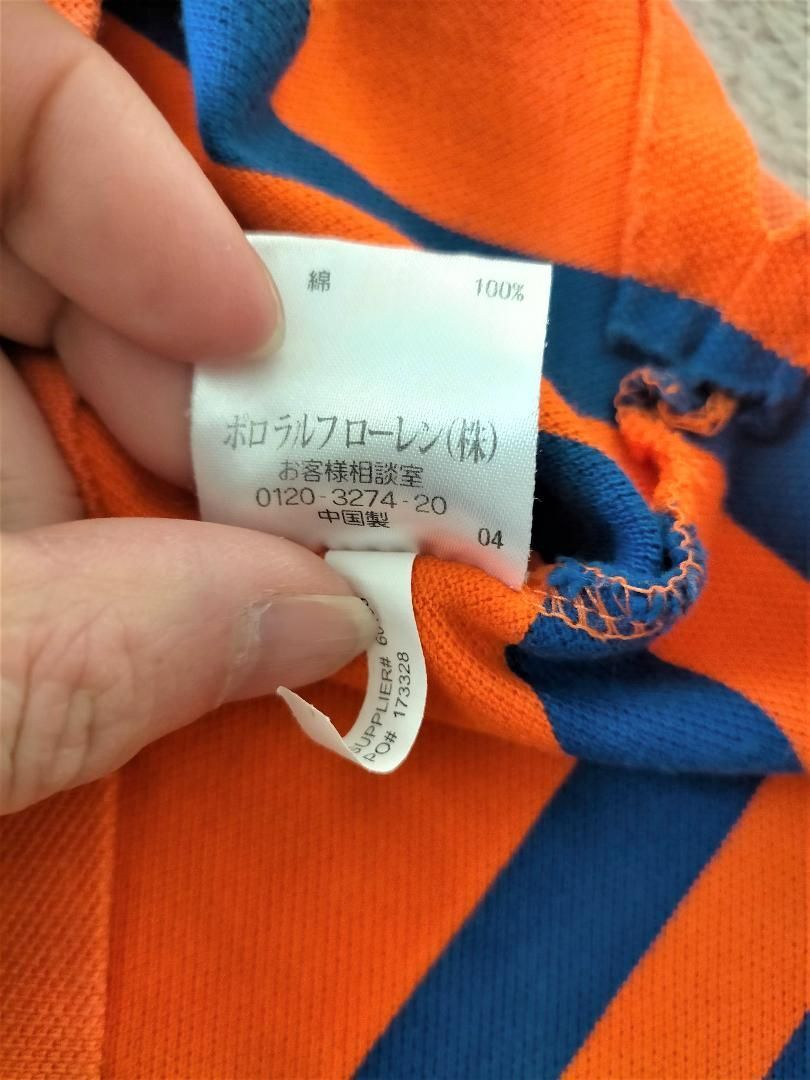 綿 100%
ポロ ラルフ ローレン(株)
お客様相談室
0120-3274-20
中国製
04
SUPPLIER#
PO# 173328